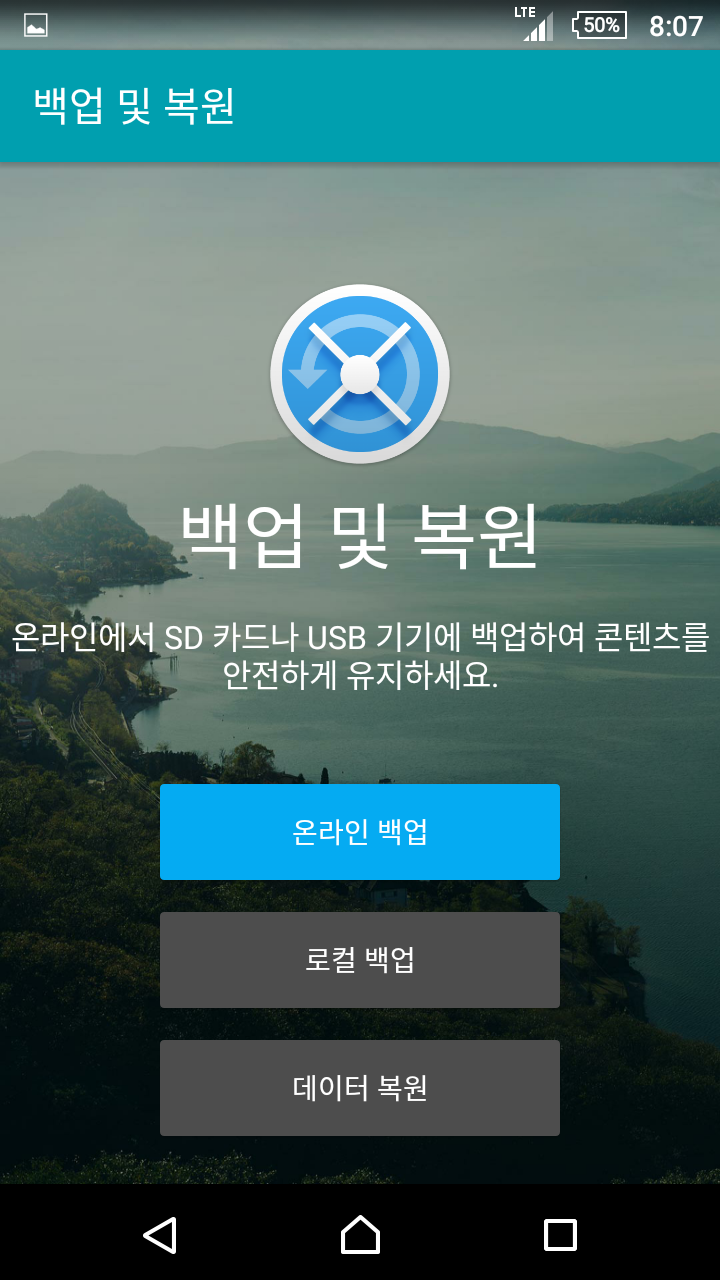 LTE 50% 8:07
백업 및 복원
백업 및 복원
온라인에서 SD 카드나 USB 기기에 백업하여 콘텐츠를
안전하게 유지하세요.
온라인 백업
로컬 백업
데이터 복원